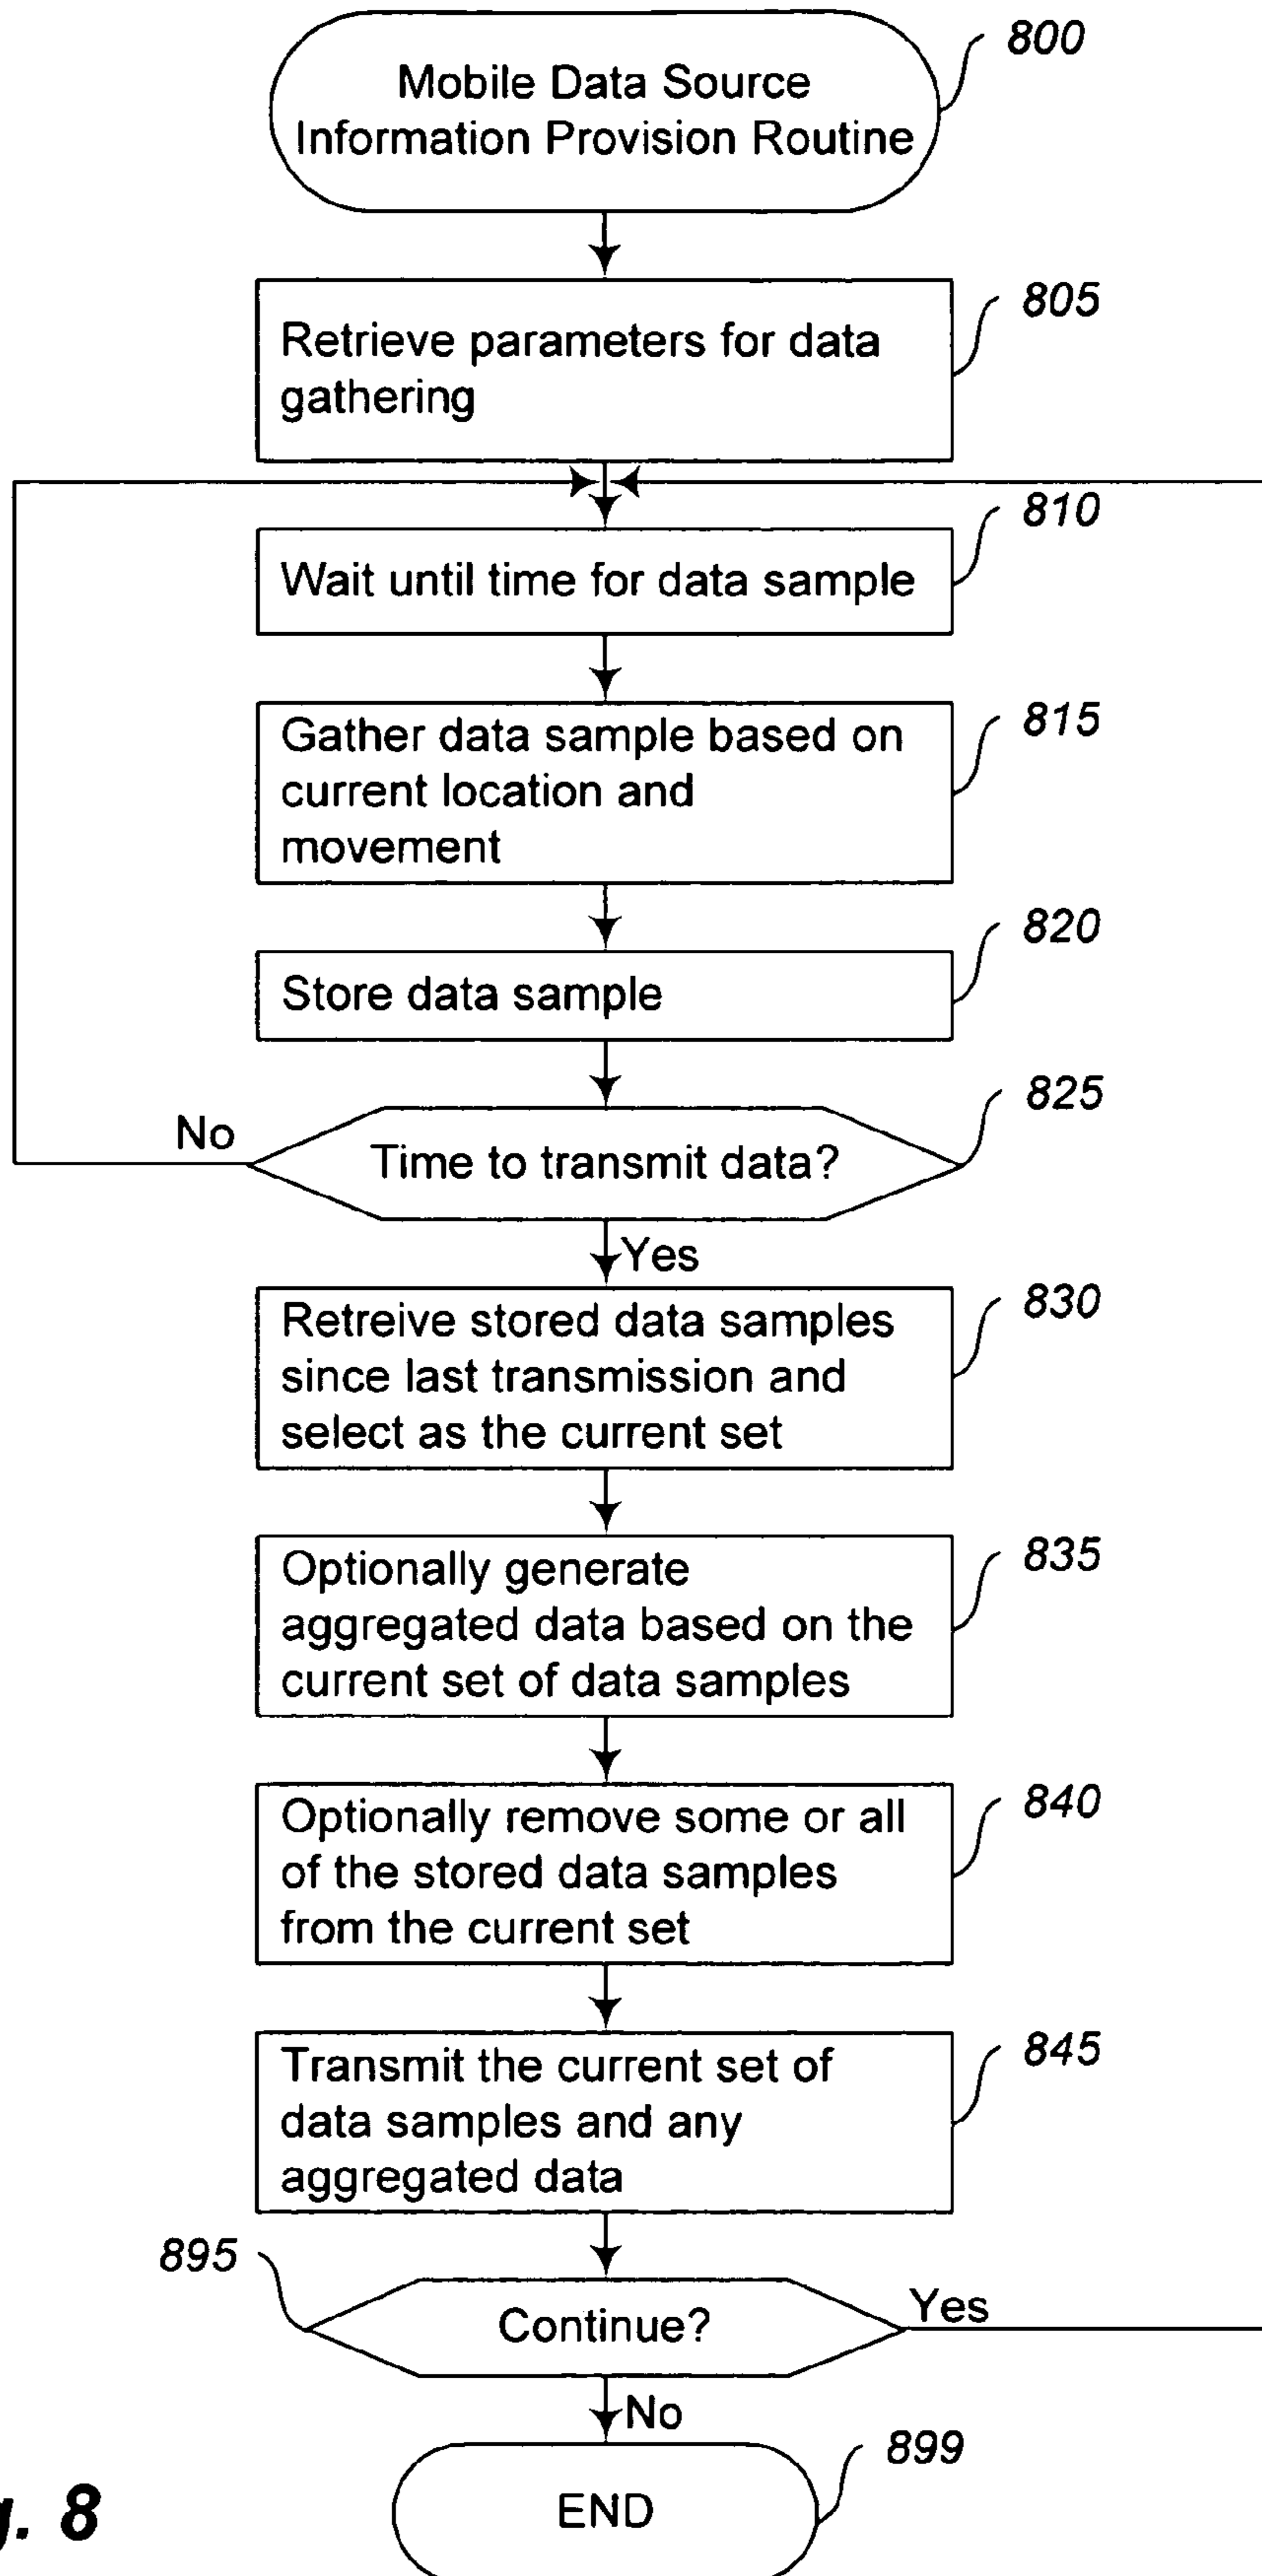 800
Mobile Data Source
Information Provision Routine
805
Retrieve parameters for data
gathering
810
Wait until time for data sample
815
Gather data sample based on
current location and
movement
820
Store data sample
825
No
Time to transmit data?
Yes
830
Retreive stored data samples
since last transmission and
select as the current set
835
Optionally generate
aggregated data based on the
current set of data samples
840
Optionally remove some or all
of the stored data samples
from the current set
845
Transmit the current set of
data samples and any
aggregated data
895
Continue?
Yes
No
899
END
8